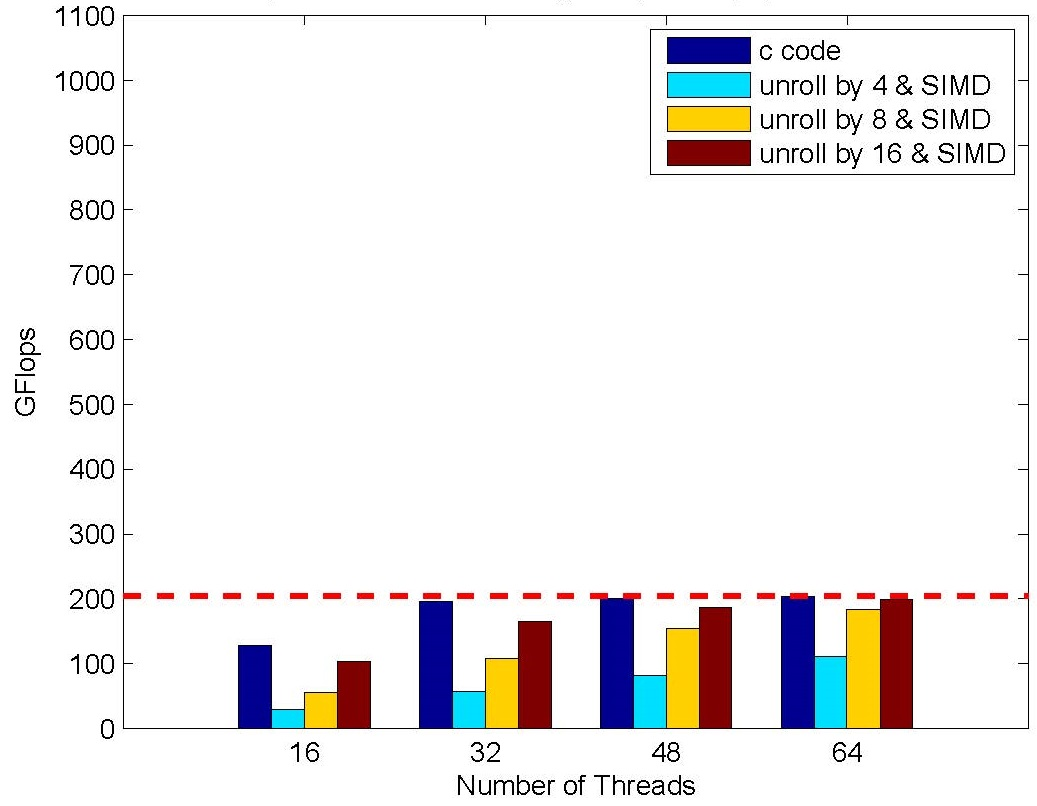 1100
1000
900
800
700
600
500
400
300
200
100
0
GFlops
c code
unroll by 4 & SIMD
unroll by 8 & SIMD
unroll by 16 & SIMD
16 32 48 64
Number of Threads